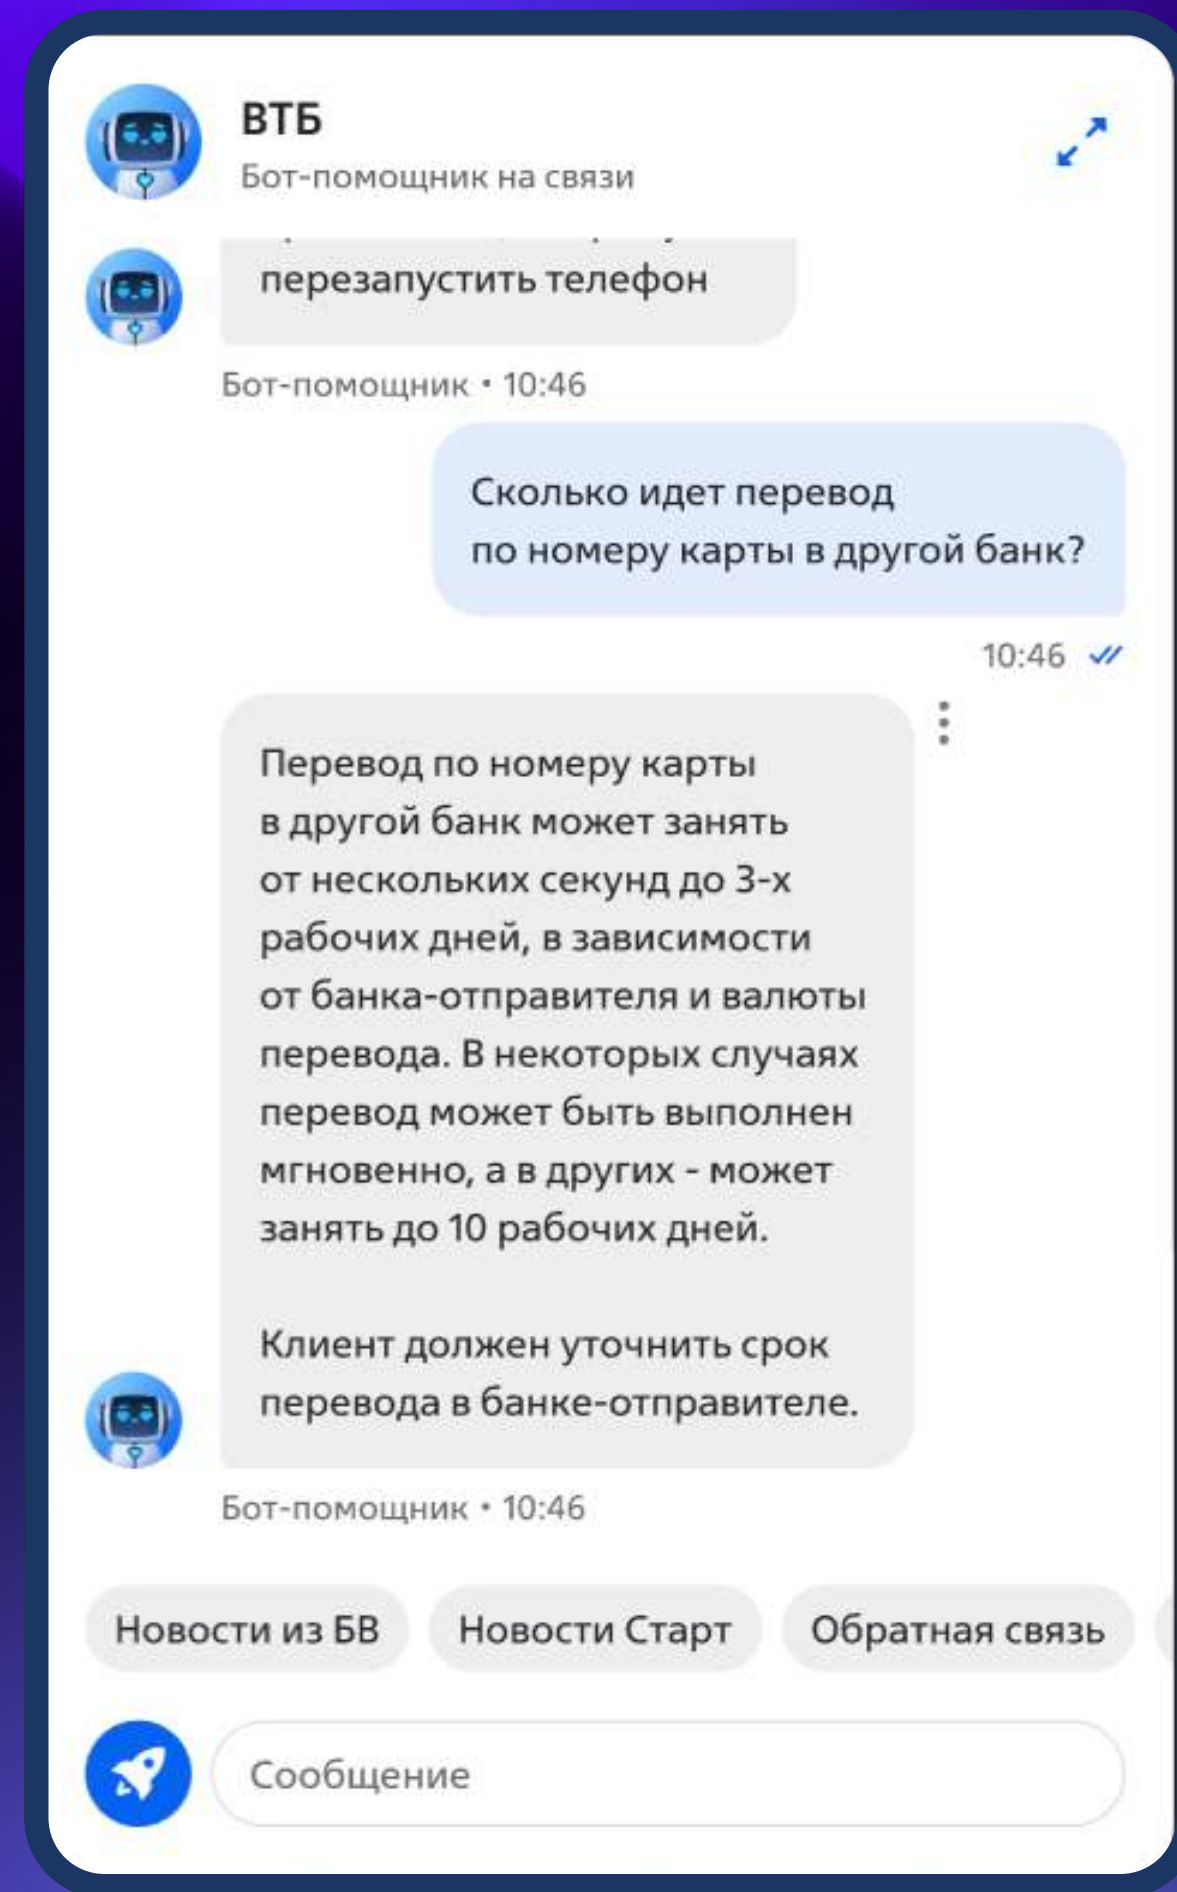 ВТБ
Бот-помощник на связи
перезапустить телефон
Бот-помощник • 10:46
Сколько идет перевод
по номеру карты в другой банк?
10:46
Перевод по номеру карты
в другой банк может занять
от нескольких секунд до 3-х
рабочих дней, в зависимости
от банка-отправителя и валюты
перевода. В некоторых случаях
перевод может быть выполнен
мгновенно, а в других - может
занять до 10 рабочих дней.
Клиент должен уточнить срок
перевода в банке-отправителе.
Бот-помощник • 10:46
Новости из БВ
Новости Старт
Обратная связь
Сообщение